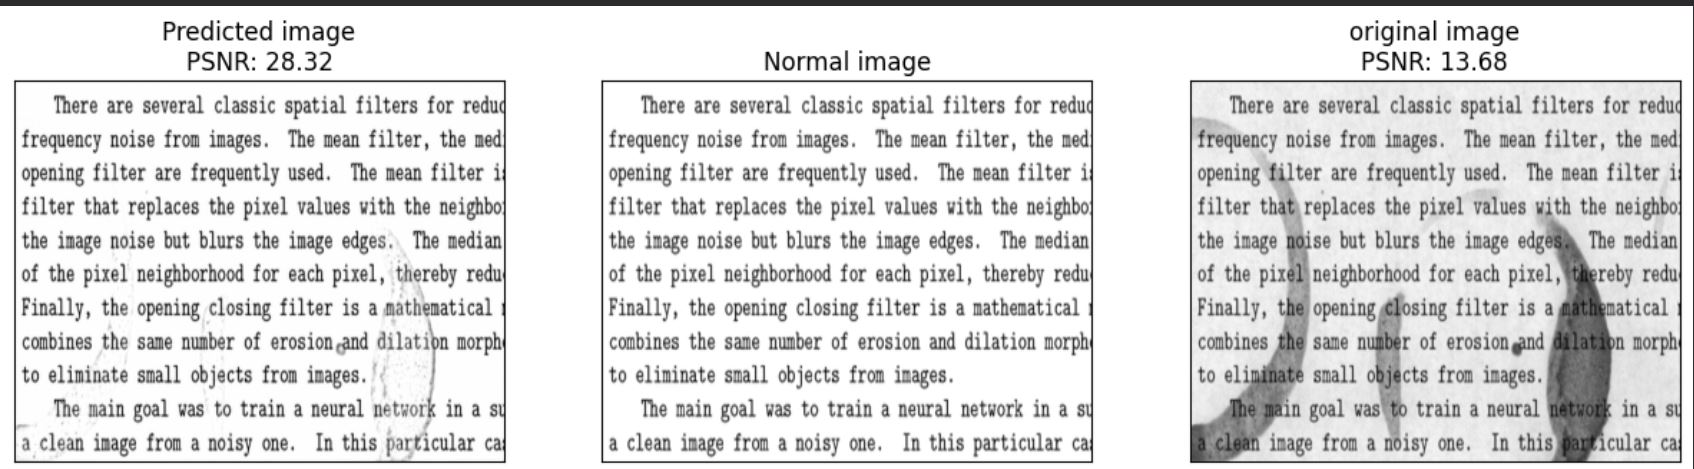 Predicted image
PSNR: 28.32
There are several classic spatial filters for reduc
frequency noise from images. The mean filter, the med
opening filter are frequently used. The mean filter i
filter that replaces the pixel values with the neighbo
the image noise but blurs the image edges. The median
of the pixel neighborhood for each pixel, thereby redu
Finally, the opening closing filter is a mathematical
combines the same number of erosion and dilation morph
to eliminate small objects from images.
The main goal was to train a neural network in a su
a clean image from a noisy one. In this particular ca
Normal image
There are several classic spatial filters for reduc
frequency noise from images. The mean filter, the med
opening filter are frequently used. The mean filter i
filter that replaces the pixel values with the neighbo
the image noise but blurs the image edges. The median
of the pixel neighborhood for each pixel, thereby redu
Finally, the opening closing filter is a mathematical
combines the same number of erosion and dilation morph
to eliminate small objects from images.
The main goal was to train a neural network in a su
a clean image from a noisy one. In this particular ca
original image
PSNR: 13.68
There are several classic spatial filters for reduc
frequency noise from images. The mean filter, the med
opening filter are frequently used. The mean filter i
filter that replaces the pixel values with the neighbo
the image noise but blurs the image edges. The median
of the pixel neighborhood for each pixel, thereby redu
Finally, the opening closing filter is a mathematical
combines the same number of erosion and dilation morph
to eliminate small objects from images.
The main goal was to train a neural network in a su
a clean image from a noisy one. In this particular ca